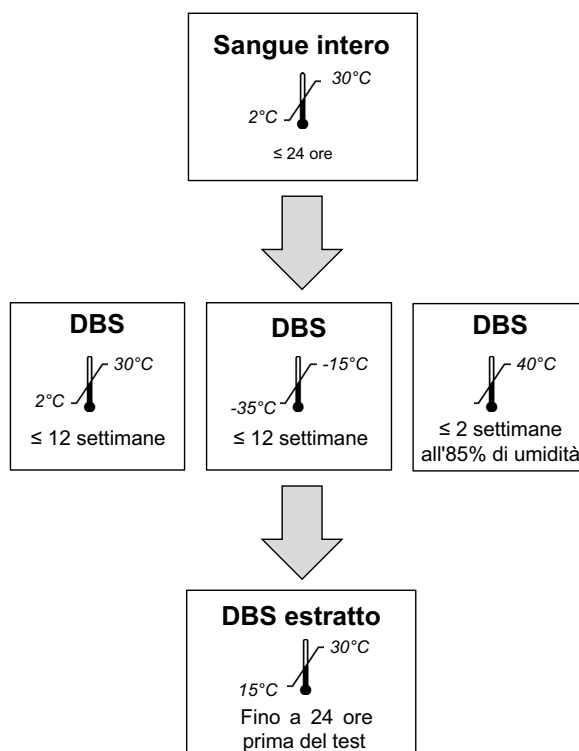 Sangue intero
30°C
2°C
≤ 24 ore
DBS
30°C
2°C
≤ 12 settimane
DBS
-15°C
-35°C
≤ 12 settimane
DBS
40°C
≤ 2 settimane
all'85% di umidità
DBS estratto
30°C
15°C
Fino a 24 ore
prima del test